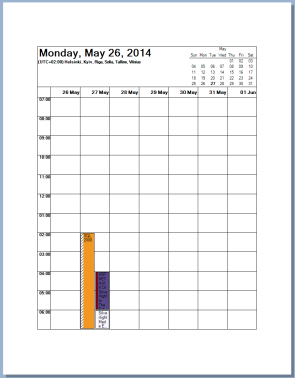 Monday, May 26, 2014
(UTC+02:00) Helsinki, Kyiv, Riga, Sofia, Tallinn, Vilnius
May
Sun Mon Tue Wed Thu Fri Sat
01 02 03
04 05 06 07 08 09 10
11 12 13 14 15 16 17
18 19 20 21 22 23 24
25 26 27 28 29 30 31
26 May 27 May 28 May 29 May 30 May 31 May 01 Jun
07:00
08:00
09:00
10:00
11:00
12:00
01:00
02:00
03:00
04:00
05:00
06:00